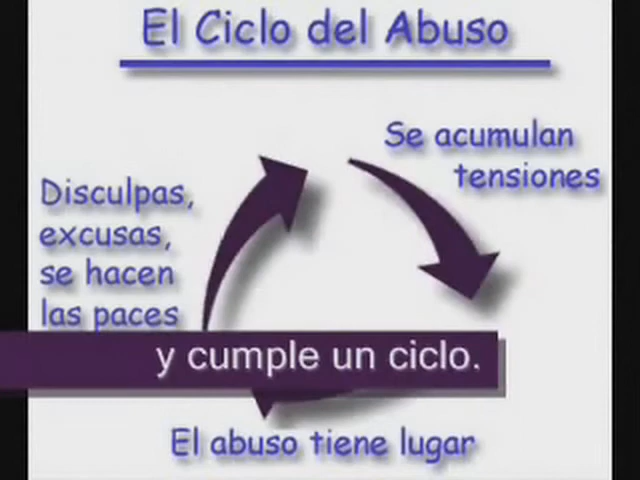 El Ciclo del Abuso
Se acumulan
tensiones
Disculpas,
excusas,
se hacen
las paces
y cumple un ciclo.
El abuso tiene lugar